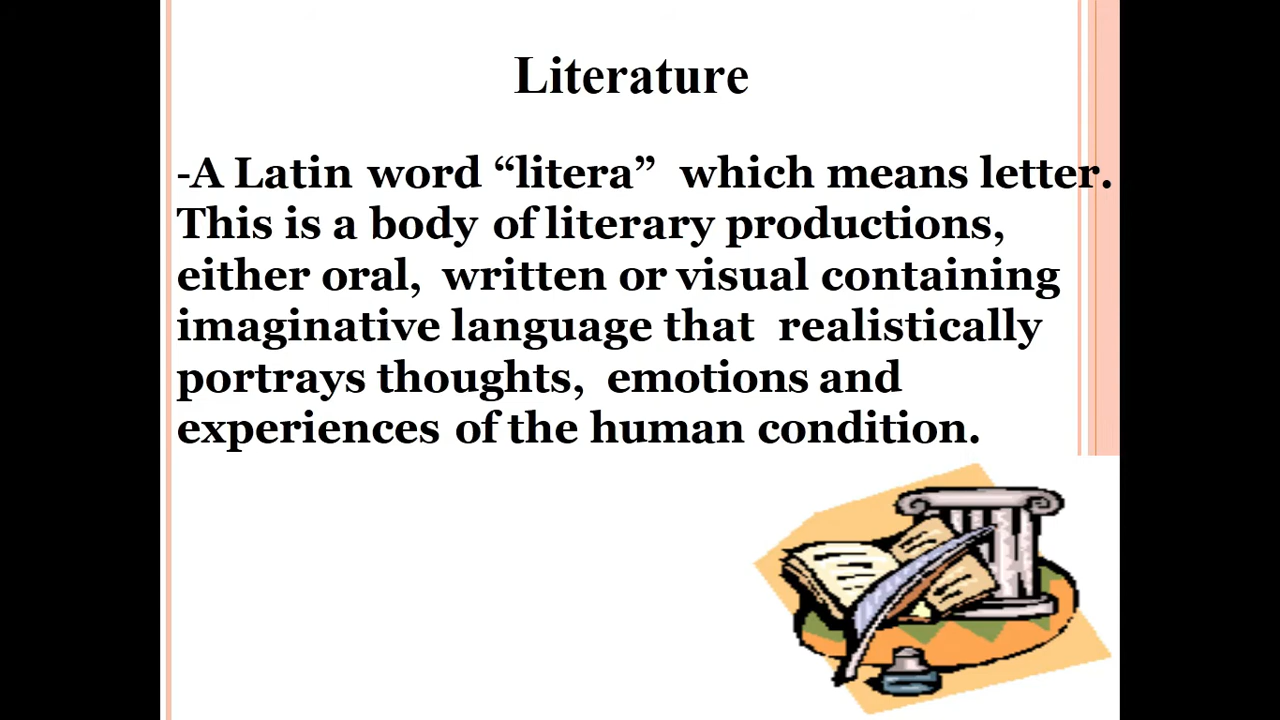 Literature
-A Latin word “litera” which means letter.
This is a body of literary productions,
either oral, written or visual containing
imaginative language that realistically
portrays thoughts, emotions and
experiences of the human condition.